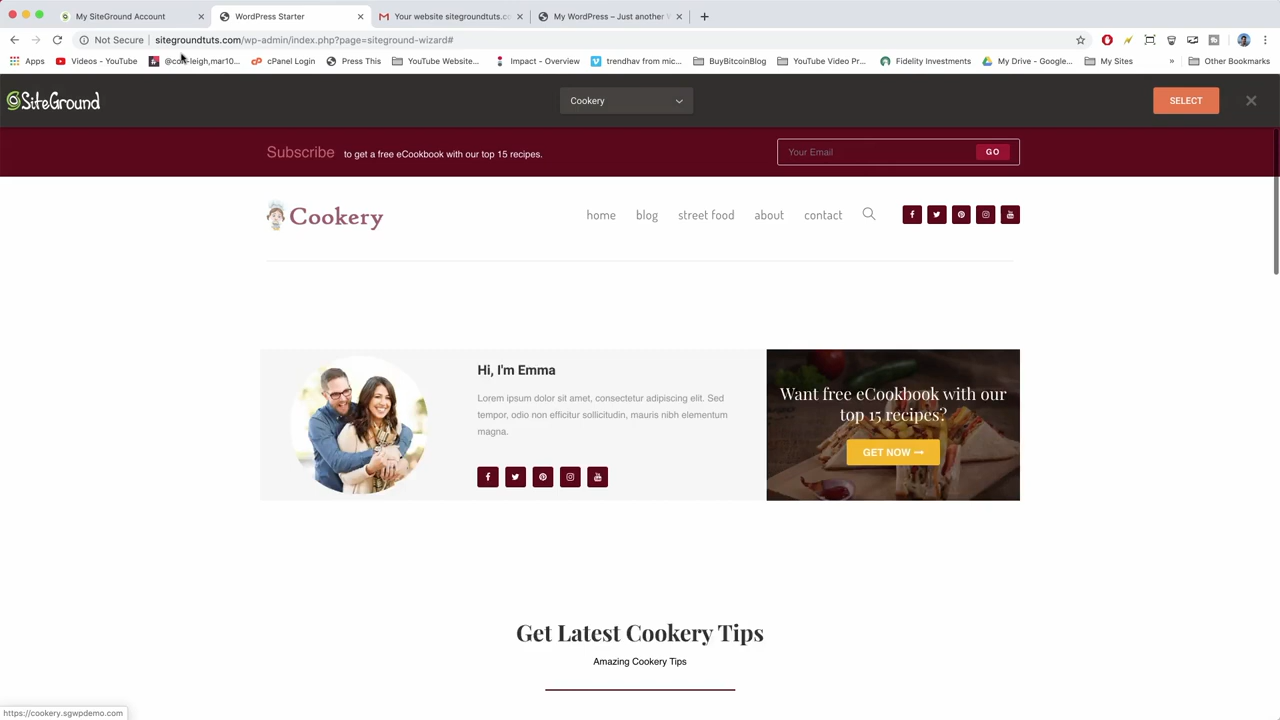 My SiteGround Account
WordPress Starter
Your website sitegroundtuts.co
My WordPress – Just another W
Not Secure
sitegroundtuts.com/wp-admin/index.php?page=siteground-wizard#
Apps
Videos - YouTube
cPanel Login
Press This
YouTube Website...
Impact - Overview
trendhav from mic...
BuyBitcoinBlog
YouTube Video Pr...
Fidelity Investments
My Drive - Google...
My Sites
»
Other Bookmarks
SiteGround
Cookery
SELECT
Subscribe to get a free eCookbook with our top 15 recipes.
Your Email
GO
Cookery
home
blog
street food
about
contact
Hi, I'm Emma
Lorem ipsum dolor sit amet, consectetur adipiscing elit. Sed
tempor, odio non efficitur sollicitudin, mauris nibh elementum
magna.
Want free eCookbook with our
top 15 recipes?
GET NOW
Get Latest Cookery Tips
Amazing Cookery Tips
https://cookery.sgwpdemo.com